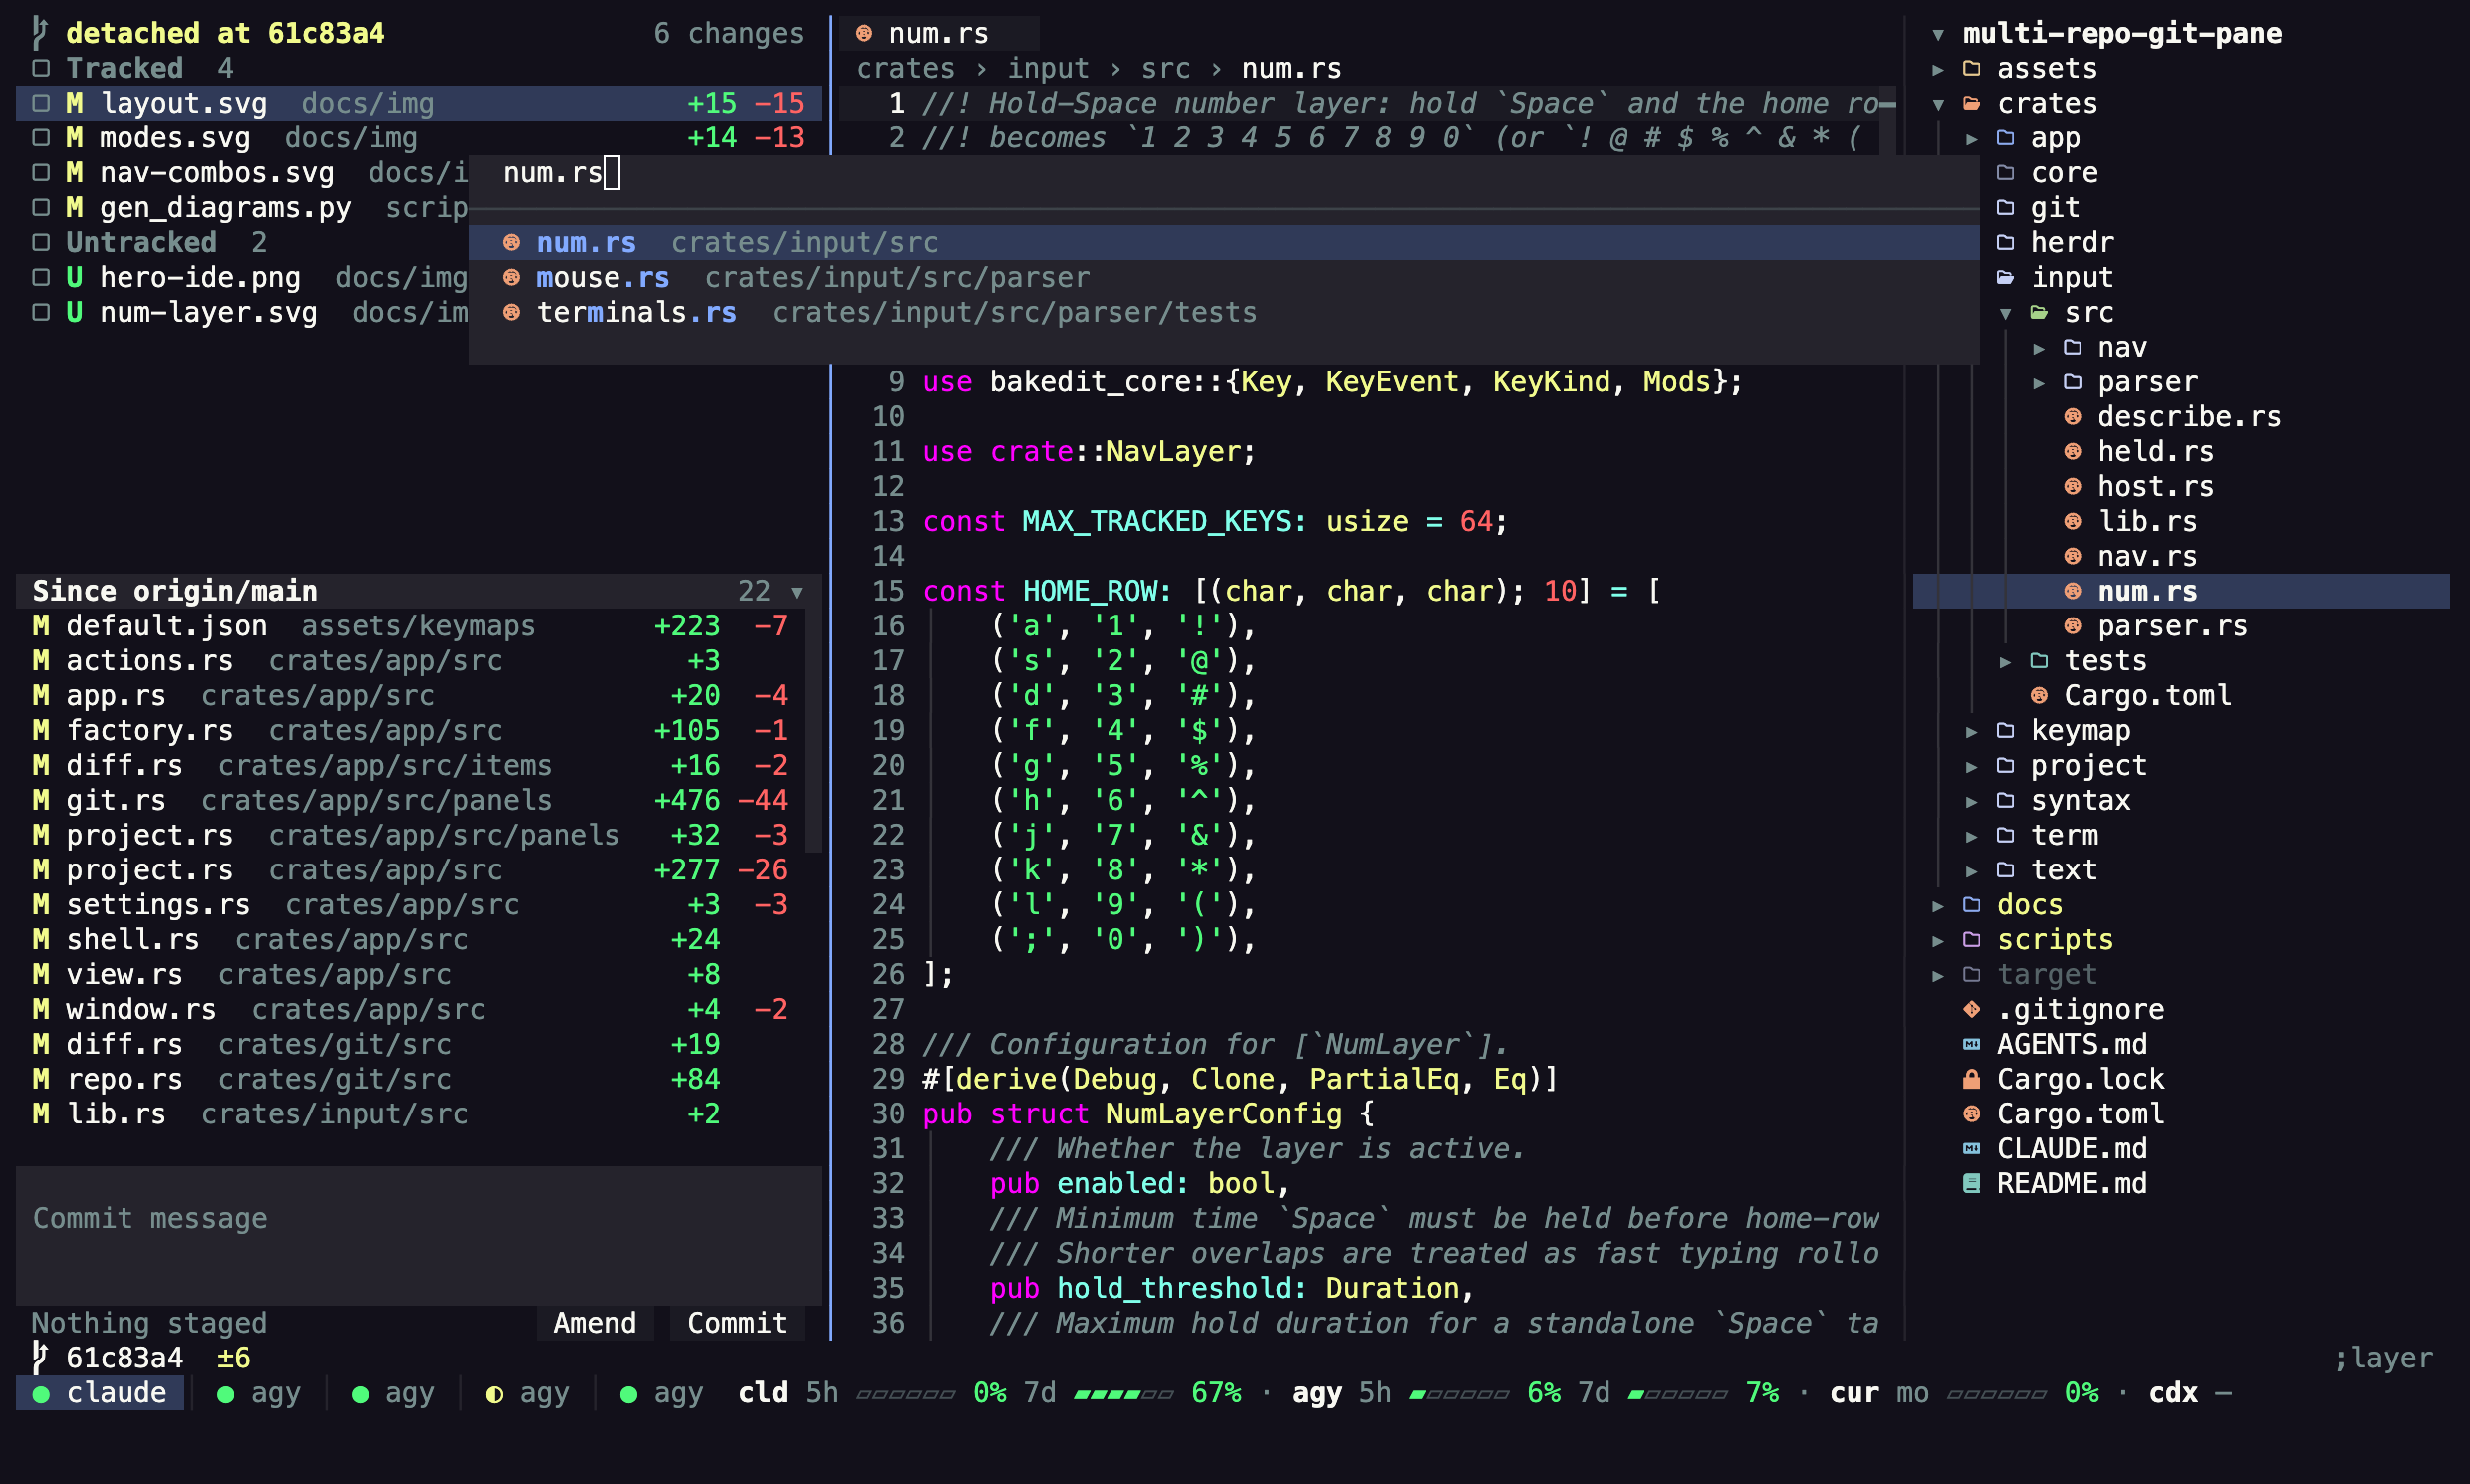 detached at 61c83a4 6 changes
Tracked 4
M layout.svg docs/img +15 −15
M modes.svg docs/img +14 −13
M nav-combos.svg docs/i
M gen_diagrams.py scrip
Untracked 2
U hero-ide.png docs/img
U num-layer.svg docs/im
Since origin/main 22 ▼
M default.json assets/keymaps +223 −7
M actions.rs crates/app/src +3
M app.rs crates/app/src +20 −4
M factory.rs crates/app/src +105 −1
M diff.rs crates/app/src/items +16 −2
M git.rs crates/app/src/panels +476 −44
M project.rs crates/app/src/panels +32 −3
M project.rs crates/app/src +277 −26
M settings.rs crates/app/src +3 −3
M shell.rs crates/app/src +24
M view.rs crates/app/src +8
M window.rs crates/app/src +4 −2
M diff.rs crates/git/src +19
M repo.rs crates/git/src +84
M lib.rs crates/input/src +2
Commit message
Nothing staged Amend Commit
num.rs
num.rs crates/input/src
mouse.rs crates/input/src/parser
terminals.rs crates/input/src/parser/tests
num.rs
crates › input › src › num.rs
1 //! Hold-Space number layer: hold `Space` and the home ro
2 //! becomes `1 2 3 4 5 6 7 8 9 0` (or `! @ # $ % ^ & * (
9 use bakedit_core::{Key, KeyEvent, KeyKind, Mods};
10
11 use crate::NavLayer;
12
13 const MAX_TRACKED_KEYS: usize = 64;
14
15 const HOME_ROW: [(char, char, char); 10] = [
16 ('a', '1', '!'),
17 ('s', '2', '@'),
18 ('d', '3', '#'),
19 ('f', '4', '$'),
20 ('g', '5', '%'),
21 ('h', '6', '^'),
22 ('j', '7', '&'),
23 ('k', '8', '*'),
24 ('l', '9', '('),
25 (';', '0', ')'),
26 ];
27
28 /// Configuration for [`NumLayer`].
29 #[derive(Debug, Clone, PartialEq, Eq)]
30 pub struct NumLayerConfig {
31 /// Whether the layer is active.
32 pub enabled: bool,
33 /// Minimum time `Space` must be held before home-row
34 /// Shorter overlaps are treated as fast typing rollo
35 pub hold_threshold: Duration,
36 /// Maximum hold duration for a standalone `Space` ta
multi-repo-git-pane
assets
crates
app
core
git
herdr
input
src
nav
parser
describe.rs
held.rs
host.rs
lib.rs
nav.rs
num.rs
parser.rs
tests
Cargo.toml
keymap
project
syntax
term
text
docs
scripts
target
.gitignore
AGENTS.md
Cargo.lock
Cargo.toml
CLAUDE.md
README.md
61c83a4 ±6 ;layer
claude agy agy agy agy cld 5h 0% 7d 67% · agy 5h 6% 7d 7% · cur mo 0% · cdx —